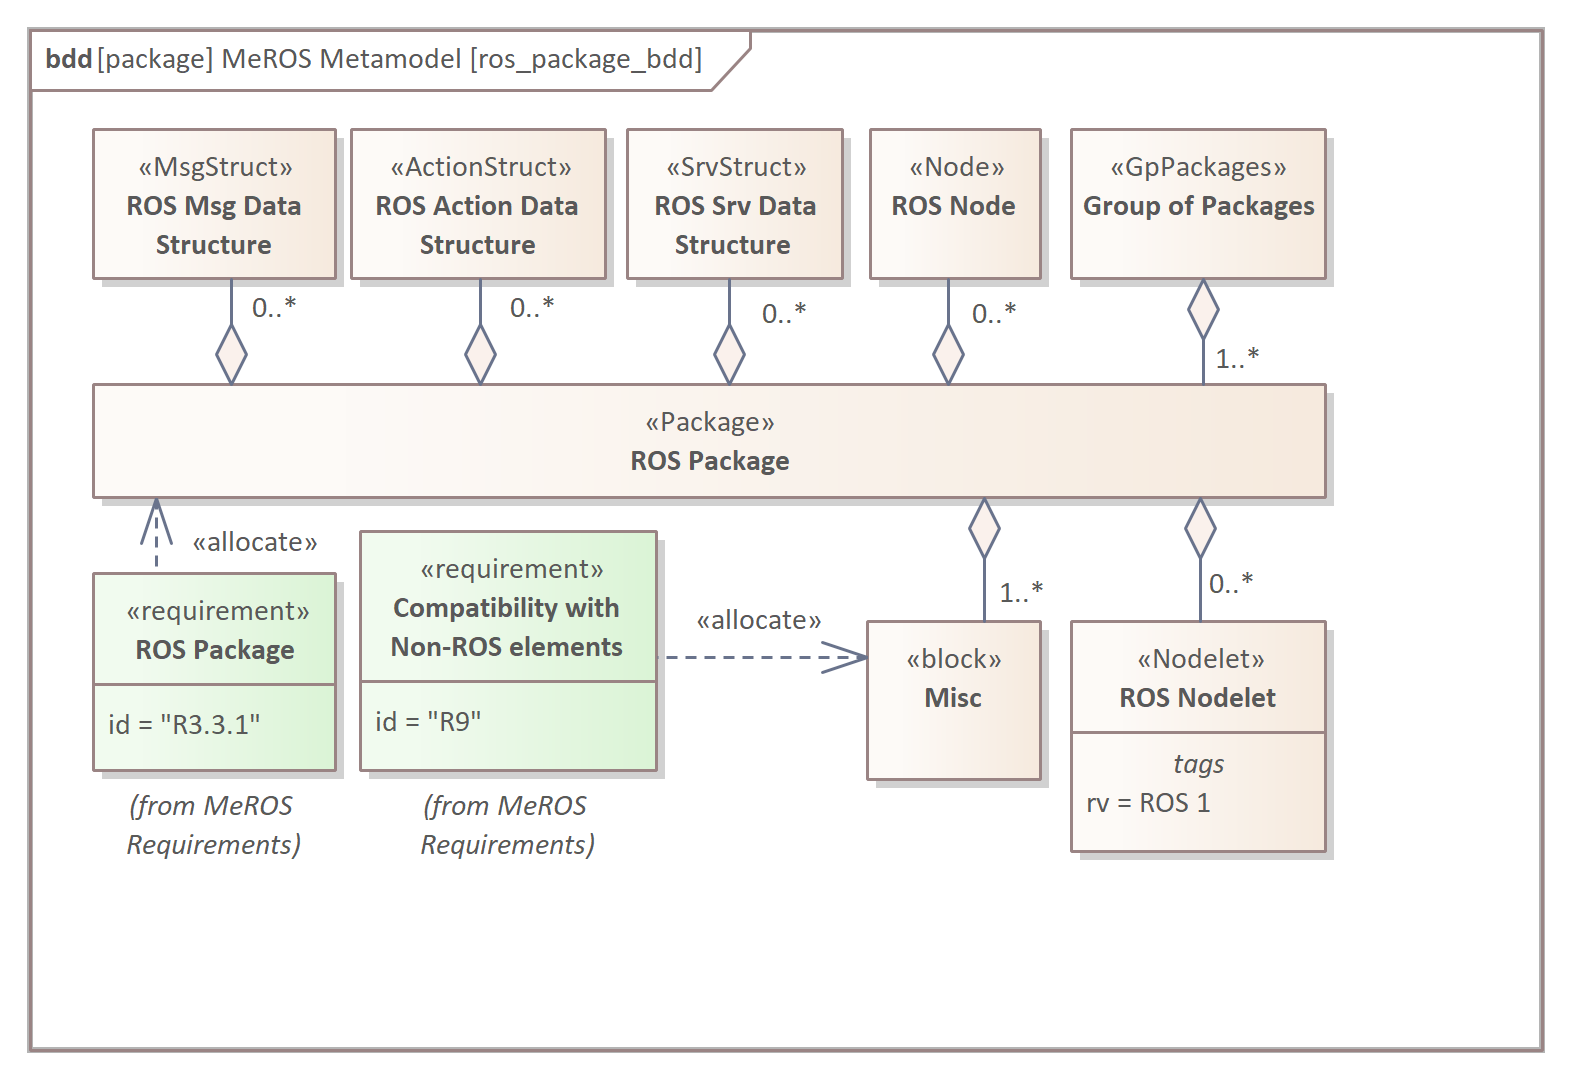 bdd [package] MeROS Metamodel [ros_package_bdd]
«MsgStruct»
ROS Msg Data
Structure
«ActionStruct»
ROS Action Data
Structure
«SrvStruct»
ROS Srv Data
Structure
«Node»
ROS Node
«GpPackages»
Group of Packages
0..*
0..*
0..*
0..*
1..*
«Package»
ROS Package
«allocate»
«requirement»
ROS Package
id = "R3.3.1"
(from MeROS
Requirements)
«requirement»
Compatibility with
Non-ROS elements
id = "R9"
(from MeROS
Requirements)
«allocate»
1..*
«block»
Misc
0..*
«Nodelet»
ROS Nodelet
tags
rv = ROS 1